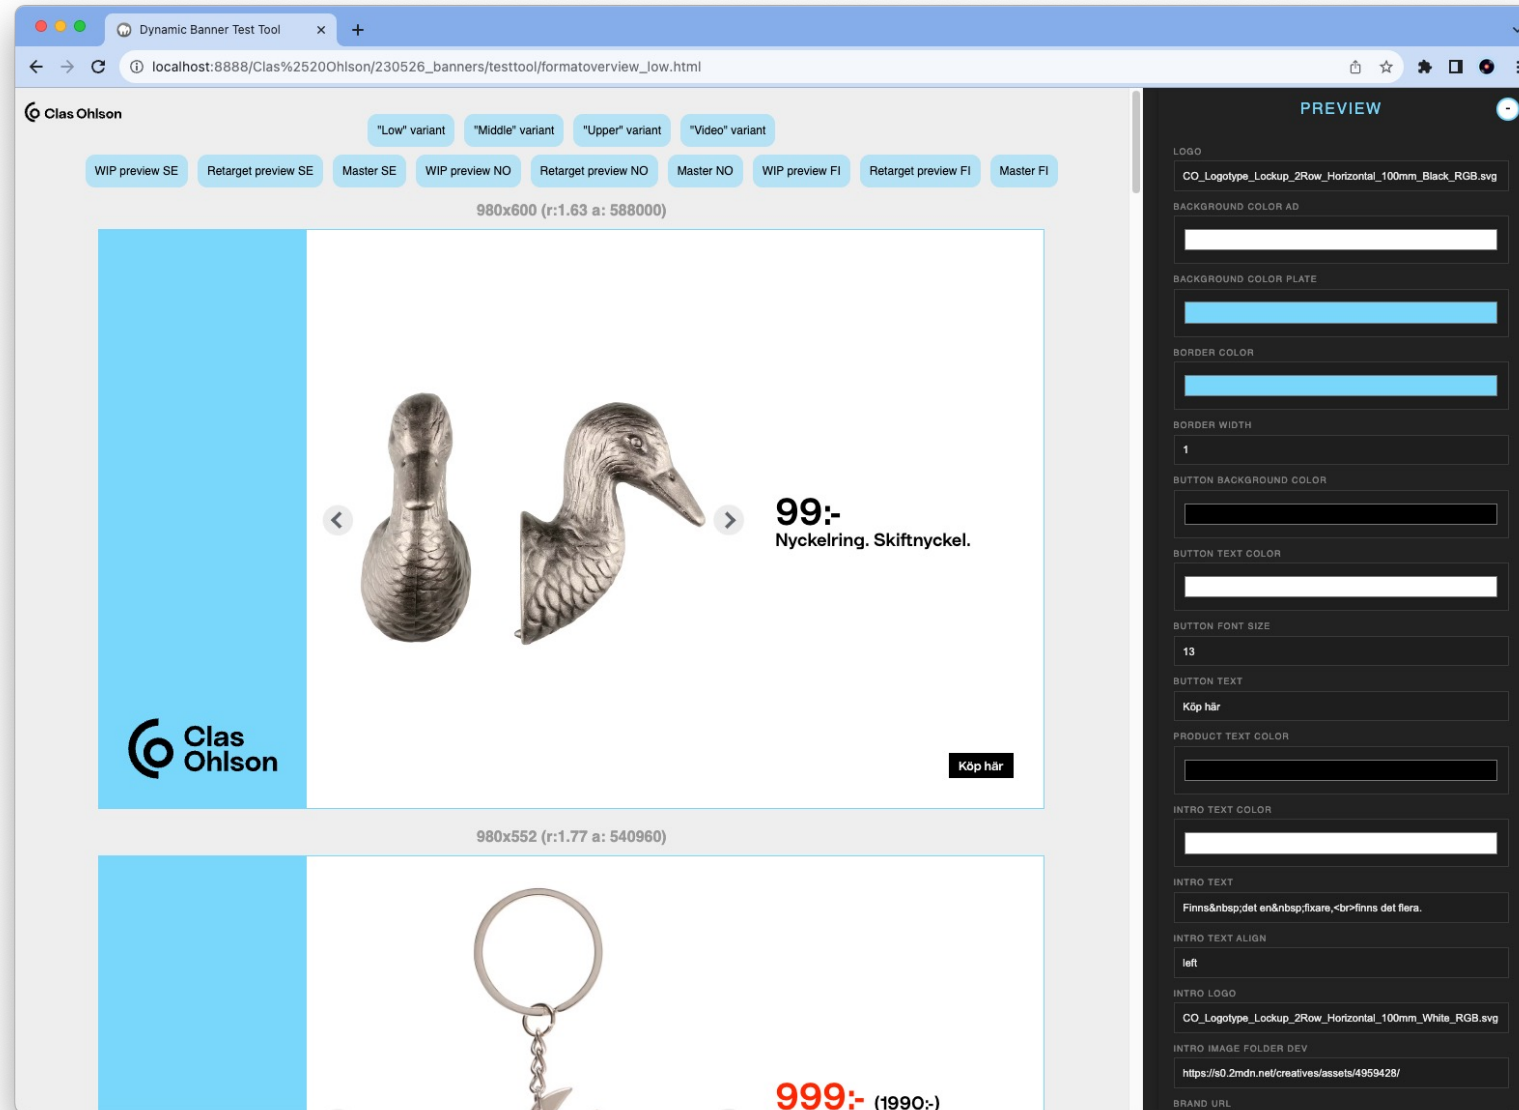 Dynamic Banner Test Tool
localhost:8888/Clas%2520Ohlson/230526_banners/testtool/formatoverview_low.html
Clas Ohlson
"Low" variant
"Middle" variant
"Upper" variant
"Video" variant
WIP preview SE
Retarget preview SE
Master SE
WIP preview NO
Retarget preview NO
Master NO
WIP preview FI
Retarget preview FI
Master FI
980x600 (r:1.63 a: 588000)
99:-
Nyckelring. Skiftnyckel.
Clas
Ohlson
Köp här
980x552 (r:1.77 a: 540960)
999:- (1990:-)
PREVIEW
LOGO
CO_Logotype_Lockup_2Row_Horizontal_100mm_Black_RGB.svg
BACKGROUND COLOR AD
BACKGROUND COLOR PLATE
BORDER COLOR
BORDER WIDTH
1
BUTTON BACKGROUND COLOR
BUTTON TEXT COLOR
BUTTON FONT SIZE
13
BUTTON TEXT
Köp här
PRODUCT TEXT COLOR
INTRO TEXT COLOR
INTRO TEXT
Finns&nbsp;det en&nbsp;fixare,<br>finns det flera.
INTRO TEXT ALIGN
left
INTRO LOGO
CO_Logotype_Lockup_2Row_Horizontal_100mm_White_RGB.svg
INTRO IMAGE FOLDER DEV
https://s0.2mdn.net/creatives/assets/4959428/
BRAND URL